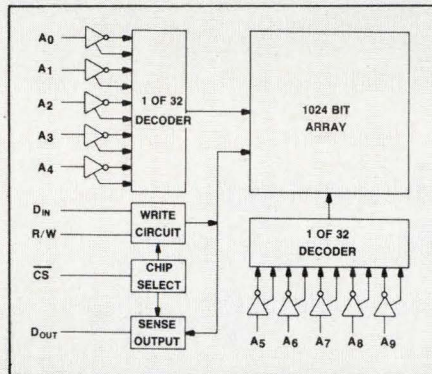 A0
A1
A2
A3
A4
1 OF 32
DECODER
1024 BIT
ARRAY
DIN
R/W
WRITE
CIRCUIT
CS
CHIP
SELECT
DOUT
SENSE
OUTPUT
1 OF 32
DECODER
A5 A6 A7 A8 A9